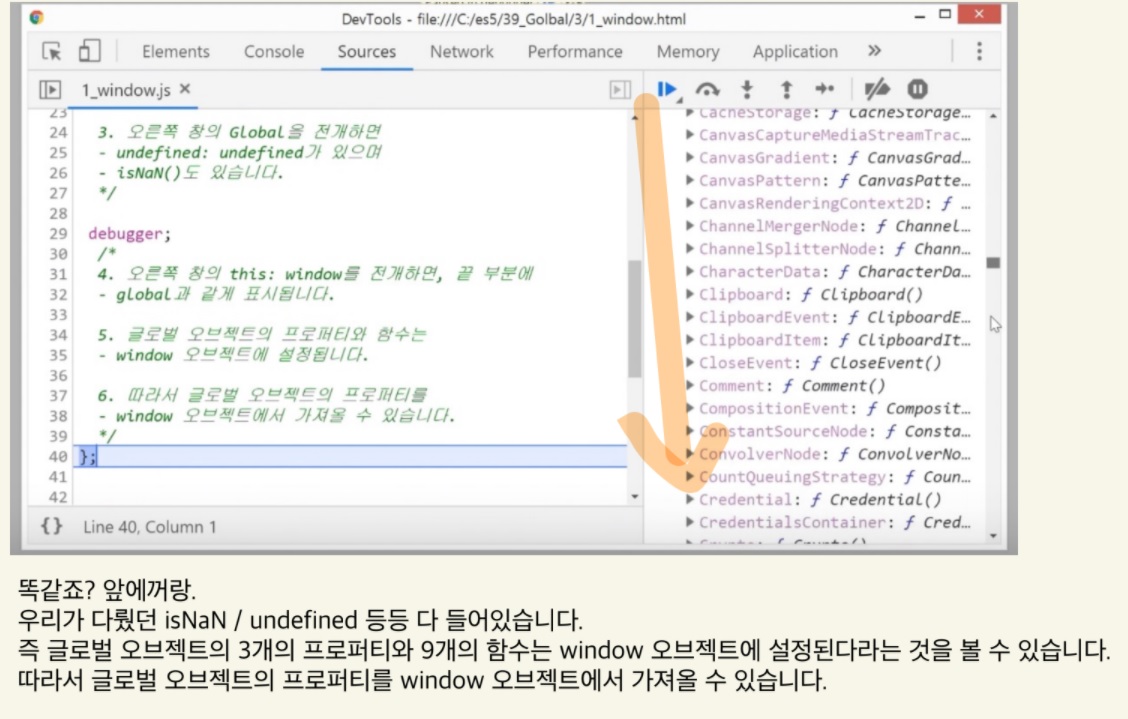 DevTools - file:///C:/es5/39_Golbal/3/1_window.html
Elements Console Sources Network Performance Memory Application »
1_window.js ×
23
24 3. 오른쪽 창의 Global을 전개하면
25 - undefined: undefined가 있으며
26 - isNaN()도 있습니다.
27 */
28
29 debugger;
30 /*
31 4. 오른쪽 창의 this: window를 전개하면, 끝 부분에
32 - global과 같게 표시됩니다.
33
34 5. 글로벌 오브젝트의 프로퍼티와 함수는
35 - window 오브젝트에 설정됩니다.
36
37 6. 따라서 글로벌 오브젝트의 프로퍼티를
38 - window 오브젝트에서 가져올 수 있습니다.
39 */
40 };
41
42
{} Line 40, Column 1
CacheStorage: ƒ CacheStorage…
CanvasCaptureMediaStreamTrac…
CanvasGradient: ƒ CanvasGrad…
CanvasPattern: ƒ CanvasPatte…
CanvasRenderingContext2D: ƒ …
ChannelMergerNode: ƒ Channel…
ChannelSplitterNode: ƒ Chann…
CharacterData: ƒ CharacterDa…
Clipboard: ƒ Clipboard()
ClipboardEvent: ƒ ClipboardE…
ClipboardItem: ƒ ClipboardIt…
CloseEvent: ƒ CloseEvent()
Comment: ƒ Comment()
CompositionEvent: ƒ Composit…
ConstantSourceNode: ƒ Consta…
ConvolverNode: ƒ ConvolverNo…
CountQueuingStrategy: ƒ Coun…
Credential: ƒ Credential()
CredentialsContainer: ƒ Cred…
똑같죠? 앞에꺼랑.
우리가 다뤘던 isNaN / undefined 등등 다 들어있습니다.
즉 글로벌 오브젝트의 3개의 프로퍼티와 9개의 함수는 window 오브젝트에 설정된다라는 것을 볼 수 있습니다.
따라서 글로벌 오브젝트의 프로퍼티를 window 오브젝트에서 가져올 수 있습니다.